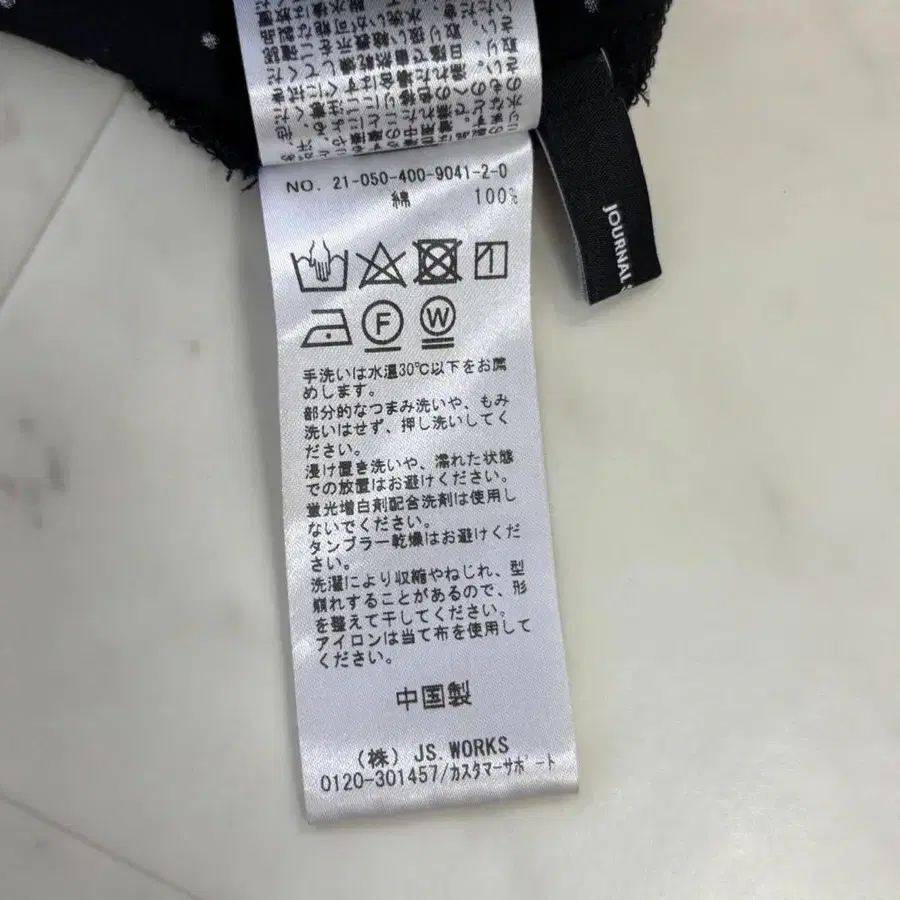 NO. 21-050-400-9041-2-0
綿 100%
F
W
手洗いは水温30℃以下をお薦
めします。
部分的なつまみ洗いや、もみ
洗いはせず、押し洗いしてく
ださい。
浸け置き洗いや、濡れた状態
での放置はお避けください。
蛍光増白剤配合洗剤は使用し
ないでください。
タンブラー乾燥はお避けくだ
さい。
洗濯により収縮やねじれ、型
崩れすることがあるので、形
を整えて干してください。
アイロンは当て布を使用して
ください。
中国製
(株) JS.WORKS
0120-301457/カスタマーサポート
JOURNAL S